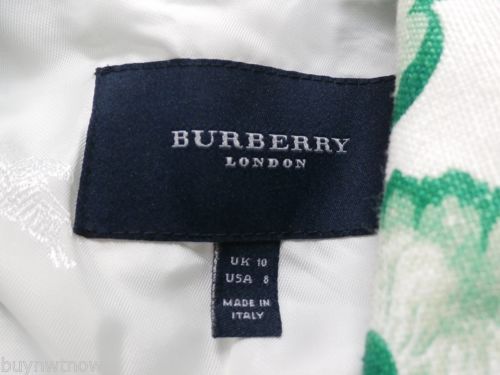 BURBERRY
LONDON
UK 10
USA 8
MADE IN
ITALY
buynwtnow